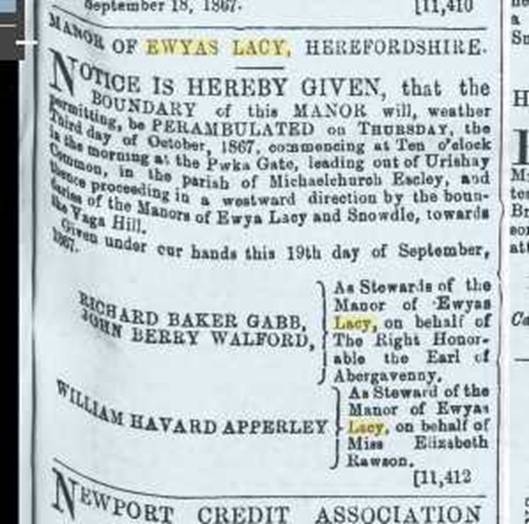 September 18, 1867. [11,410
MANOR OF EWYAS LACY, HEREFORDSHIRE.
NOTICE IS HEREBY GIVEN, that the
BOUNDARY of this MANOR will, weather
permitting, be PERAMBULATED on THURSDAY, the
Third day of October, 1867, commencing at Ten o'clock
in the morning at the Pwka Gate, leading out of Urishay
Common, in the parish of Michaelchurch Escley, and
thence proceeding in a westward direction by the boun-
daries of the Manors of Ewya Lacy and Snowdle, towards
the Vaga Hill.
Given under our hands this 19th day of September,
1867.
RICHARD BAKER GABB,
JOHN BERRY WALFORD,
As Stewards of the
Manor of Ewyas
Lacy, on behalf of
The Right Honor-
able the Earl of
Abergavenny.
WILLIAM HAVARD APPERLEY
As Steward of the
Manor of Ewyas
Lacy, on behalf of
Miss Elizabeth
Rawson.
[11,412
NEWPORT CREDIT ASSOCIATION